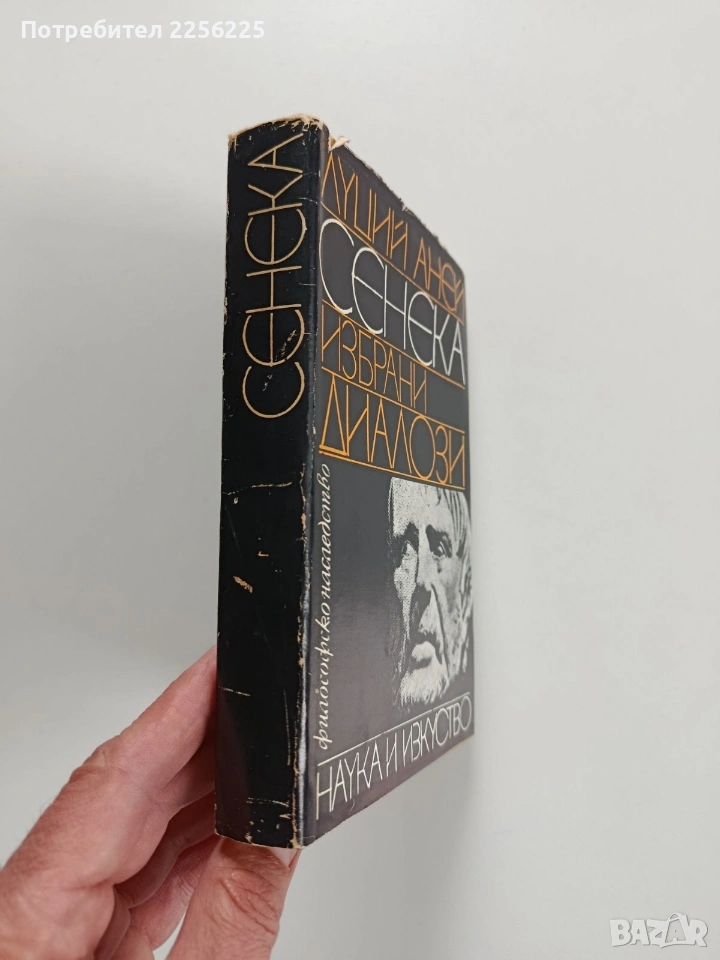 Потребител 2256225
СЕНЕКА
ЛУЦИЙ АНЕЙ
СЕНЕКА
ИЗБРАНИ
ДИАЛОЗИ
философско наследство
НАУКА И ИЗКУСТВО
BAZAR